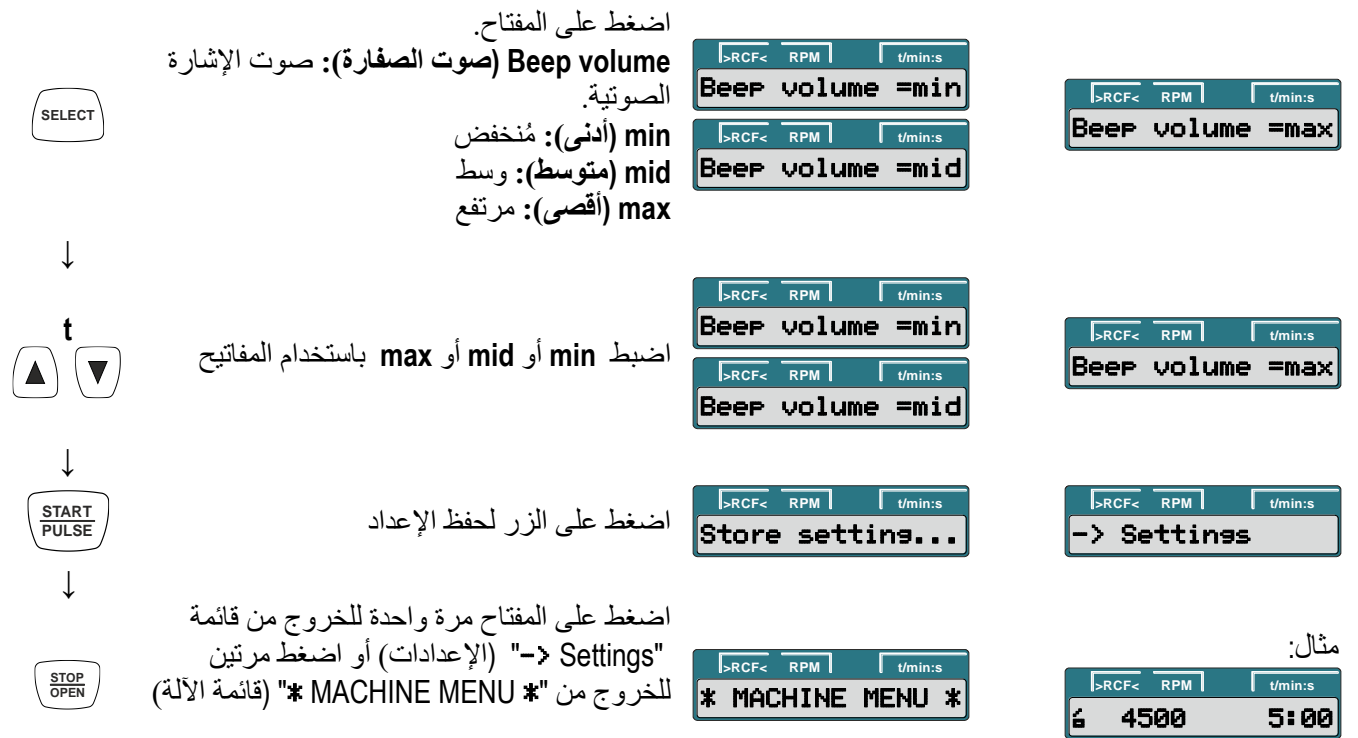 SELECT
اضغط على المفتاح.
Beep volume (صوت الصفارة): صوت الإشارة
الصوتية.
min (أدنى): مُنخفض
mid (متوسط): وسط
max (أقصى): مرتفع
>RCF< RPM t/min:s
Beep volume =min
>RCF< RPM t/min:s
Beep volume =mid
>RCF< RPM t/min:s
Beep volume =max
↓
t
▲ ▼
اضبط min أو mid أو max باستخدام المفاتيح
>RCF< RPM t/min:s
Beep volume =min
>RCF< RPM t/min:s
Beep volume =mid
>RCF< RPM t/min:s
Beep volume =max
↓
START
PULSE
اضغط على الزر لحفظ الإعداد
>RCF< RPM t/min:s
Store setting...
>RCF< RPM t/min:s
-> Settings
↓
STOP
OPEN
اضغط على المفتاح مرة واحدة للخروج من قائمة
"-> Settings" (الإعدادات) أو اضغط مرتين
للخروج من "* MACHINE MENU *" (قائمة الآلة)
>RCF< RPM t/min:s
* MACHINE MENU *
مثال:
>RCF< RPM t/min:s
4500 5:00